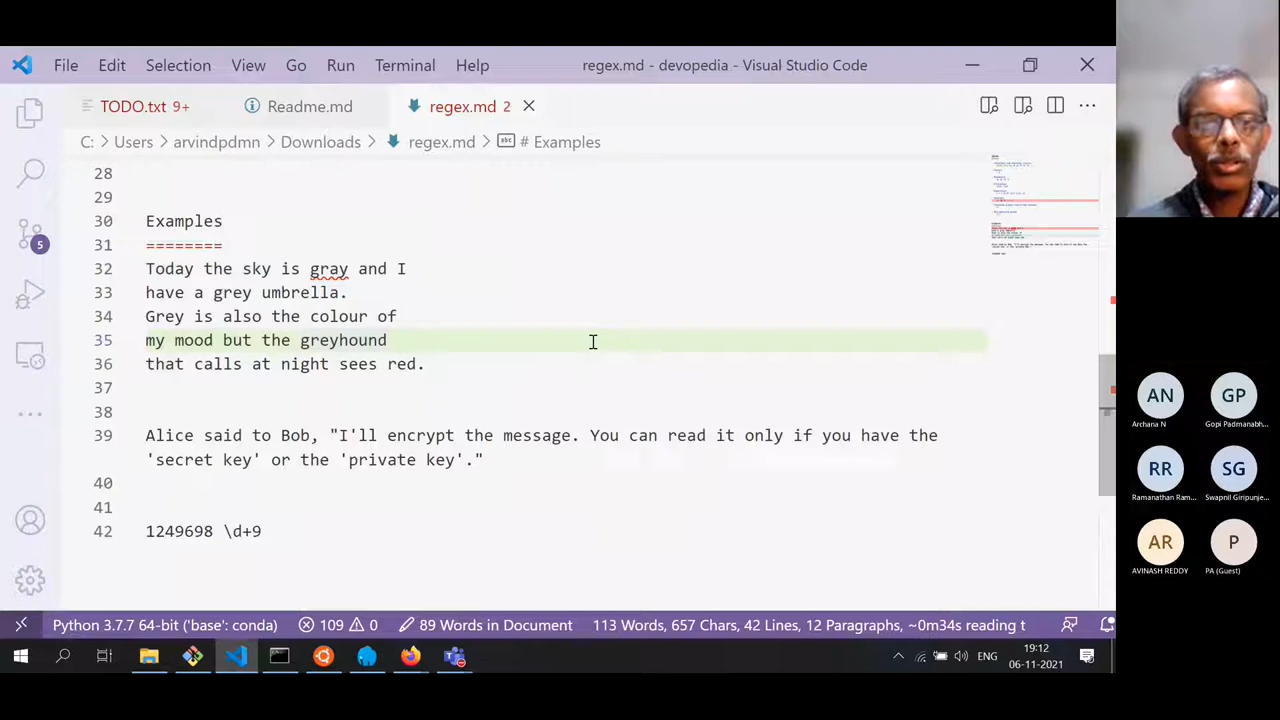 File Edit Selection View Go Run Terminal Help regex.md - devopedia - Visual Studio Code
TODO.txt 9+ Readme.md regex.md 2
C: > Users > arvindpdmn > Downloads > regex.md > # Examples
28
29
30 Examples
31 ========
32 Today the sky is gray and I
33 have a grey umbrella.
34 Grey is also the colour of
35 my mood but the greyhound
36 that calls at night sees red.
37
38
39 Alice said to Bob, "I'll encrypt the message. You can read it only if you have the
'secret key' or the 'private key'."
40
41
42 1249698 \d+9
5
AN GP
Archana N Gopi Padmanabh...
RR SG
Ramanathan Ram... Swapnil Giripunje...
AR P
AVINASH REDDY PA (Guest)
Python 3.7.7 64-bit ('base': conda) 109 0 89 Words in Document 113 Words, 657 Chars, 42 Lines, 12 Paragraphs, ~0m34s reading t
ENG 19:12
06-11-2021